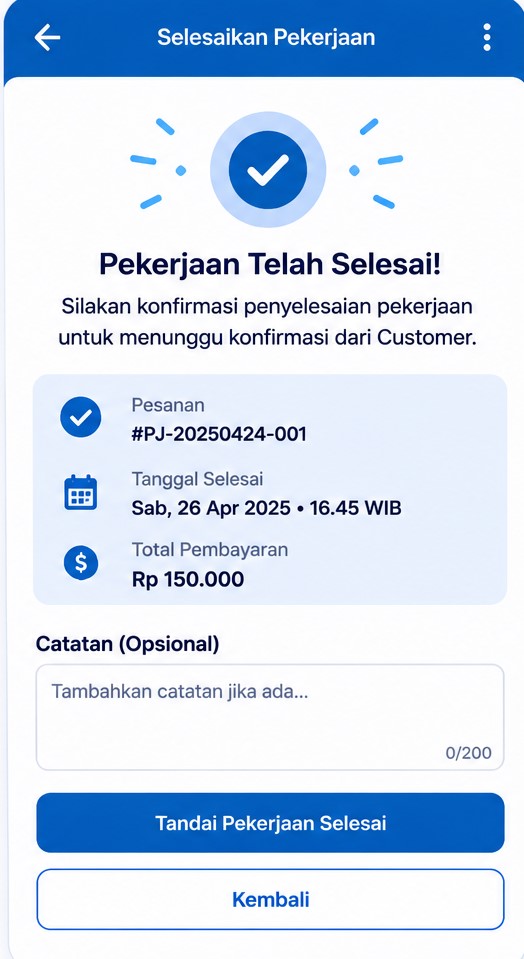 Selesaikan Pekerjaan
Pekerjaan Telah Selesai!
Silakan konfirmasi penyelesaian pekerjaan
untuk menunggu konfirmasi dari Customer.
Pesanan
#PJ-20250424-001
Tanggal Selesai
Sab, 26 Apr 2025 • 16.45 WIB
$
Total Pembayaran
Rp 150.000
Catatan (Opsional)
Tambahkan catatan jika ada...
0/200
Tandai Pekerjaan Selesai
Kembali